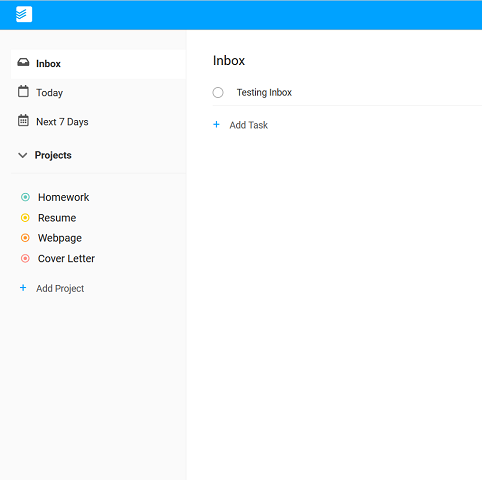 Inbox
Today
Next 7 Days
Projects
Homework
Resume
Webpage
Cover Letter
+ Add Project
Inbox
Testing Inbox
+ Add Task